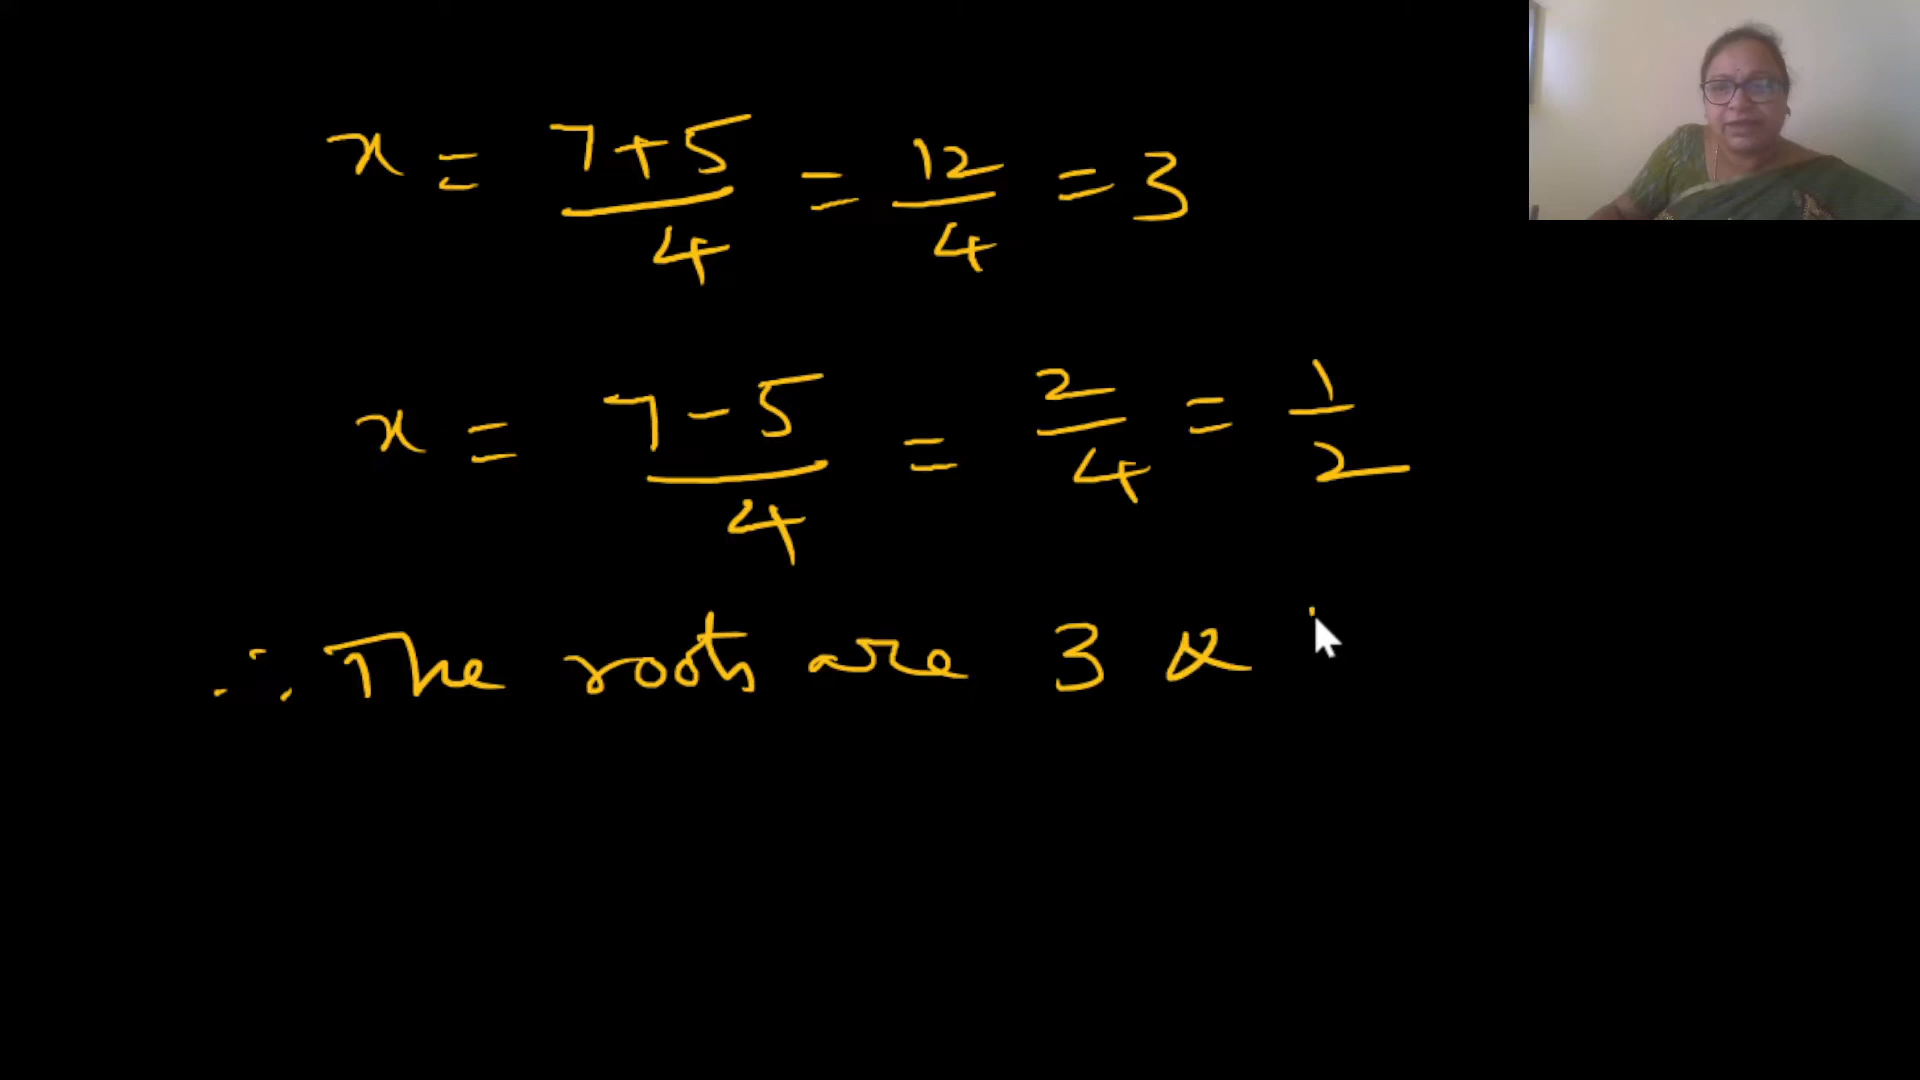 x = 7+5/4 = 12/4 = 3
x = 7-5/4 = 2/4 = 1/2
∴ The roots are 3 &